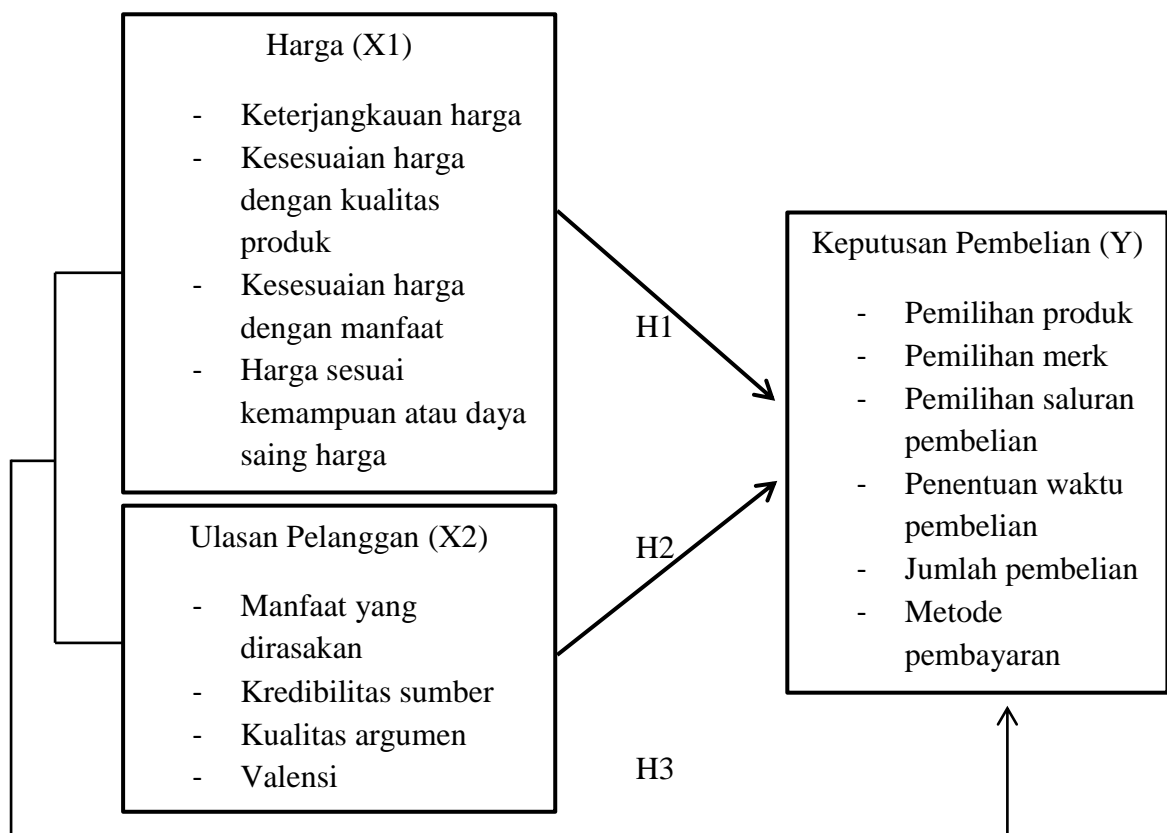 Harga (X1)
- Keterjangkauan harga
- Kesesuaian harga
dengan kualitas
produk
- Kesesuaian harga
dengan manfaat
- Harga sesuai
kemampuan atau daya
saing harga
Ulasan Pelanggan (X2)
- Manfaat yang
dirasakan
- Kredibilitas sumber
- Kualitas argumen
- Valensi
H1
H2
H3
Keputusan Pembelian (Y)
- Pemilihan produk
- Pemilihan merk
- Pemilihan saluran
pembelian
- Penentuan waktu
pembelian
- Jumlah pembelian
- Metode
pembayaran